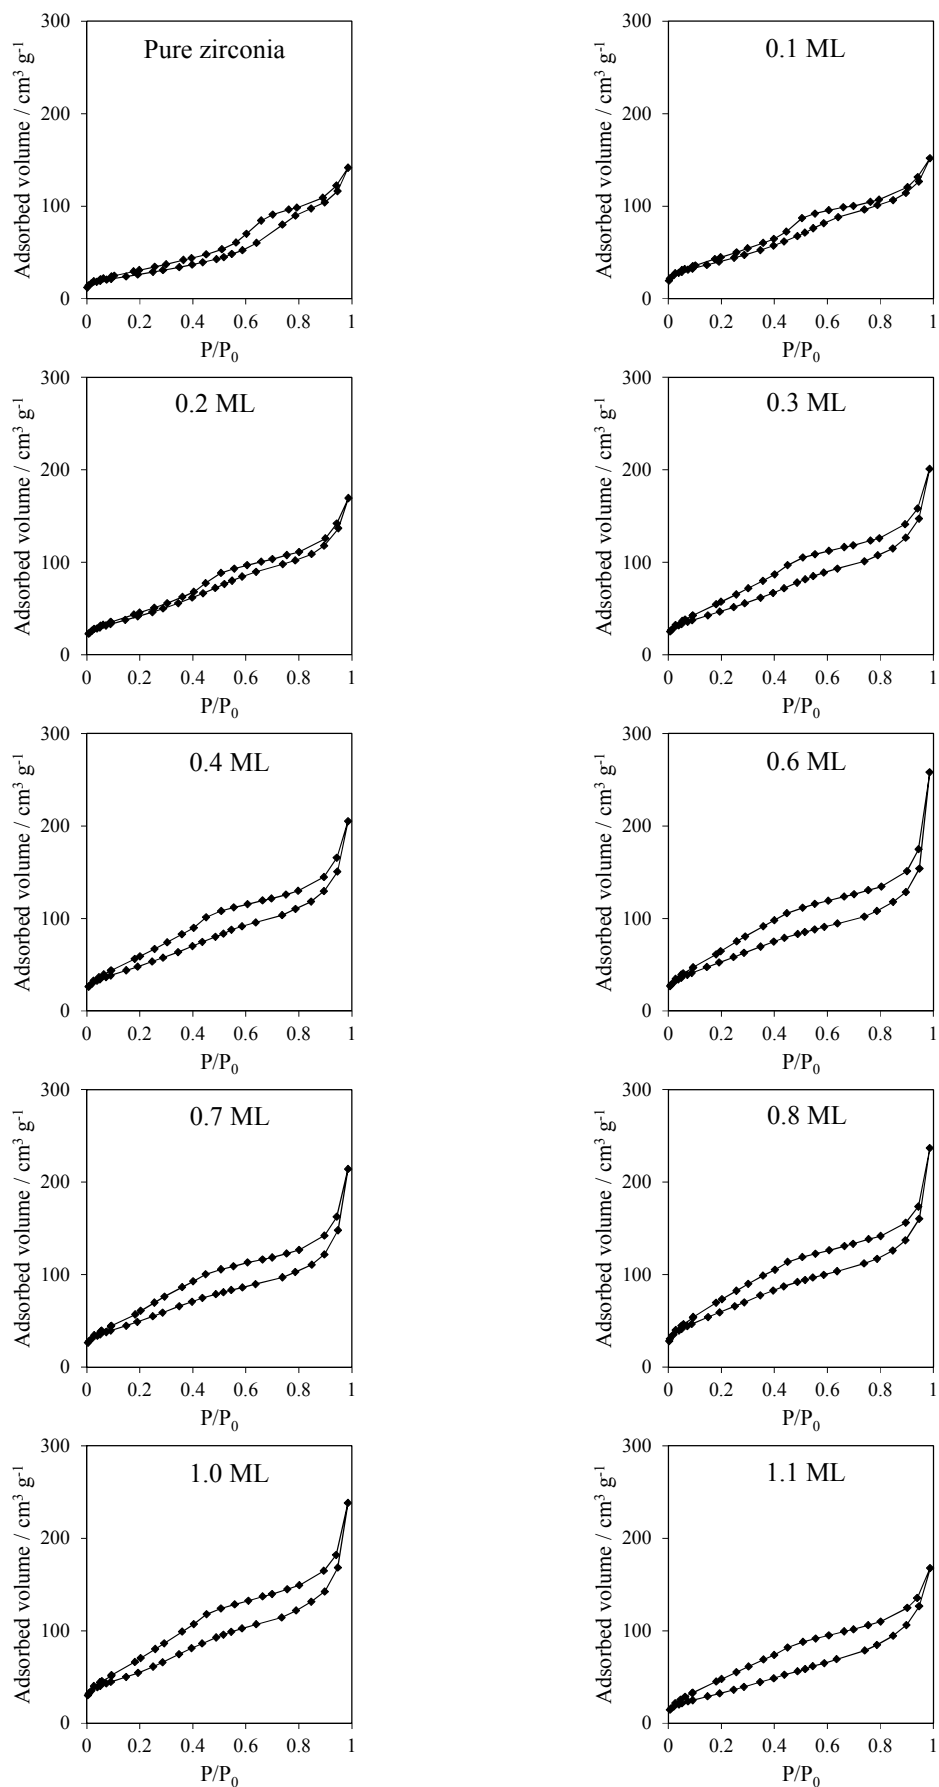 Pure zirconia
300
200
100
0
0 0.2 0.4 0.6 0.8 1
Adsorbed volume / cm³ g⁻¹
P/P₀
0.1 ML
300
200
100
0
0 0.2 0.4 0.6 0.8 1
Adsorbed volume / cm³ g⁻¹
P/P₀
0.2 ML
300
200
100
0
0 0.2 0.4 0.6 0.8 1
Adsorbed volume / cm³ g⁻¹
P/P₀
0.3 ML
300
200
100
0
0 0.2 0.4 0.6 0.8 1
Adsorbed volume / cm³ g⁻¹
P/P₀
0.4 ML
300
200
100
0
0 0.2 0.4 0.6 0.8 1
Adsorbed volume / cm³ g⁻¹
P/P₀
0.6 ML
300
200
100
0
0 0.2 0.4 0.6 0.8 1
Adsorbed volume / cm³ g⁻¹
P/P₀
0.7 ML
300
200
100
0
0 0.2 0.4 0.6 0.8 1
Adsorbed volume / cm³ g⁻¹
P/P₀
0.8 ML
300
200
100
0
0 0.2 0.4 0.6 0.8 1
Adsorbed volume / cm³ g⁻¹
P/P₀
1.0 ML
300
200
100
0
0 0.2 0.4 0.6 0.8 1
Adsorbed volume / cm³ g⁻¹
P/P₀
1.1 ML
300
200
100
0
0 0.2 0.4 0.6 0.8 1
Adsorbed volume / cm³ g⁻¹
P/P₀